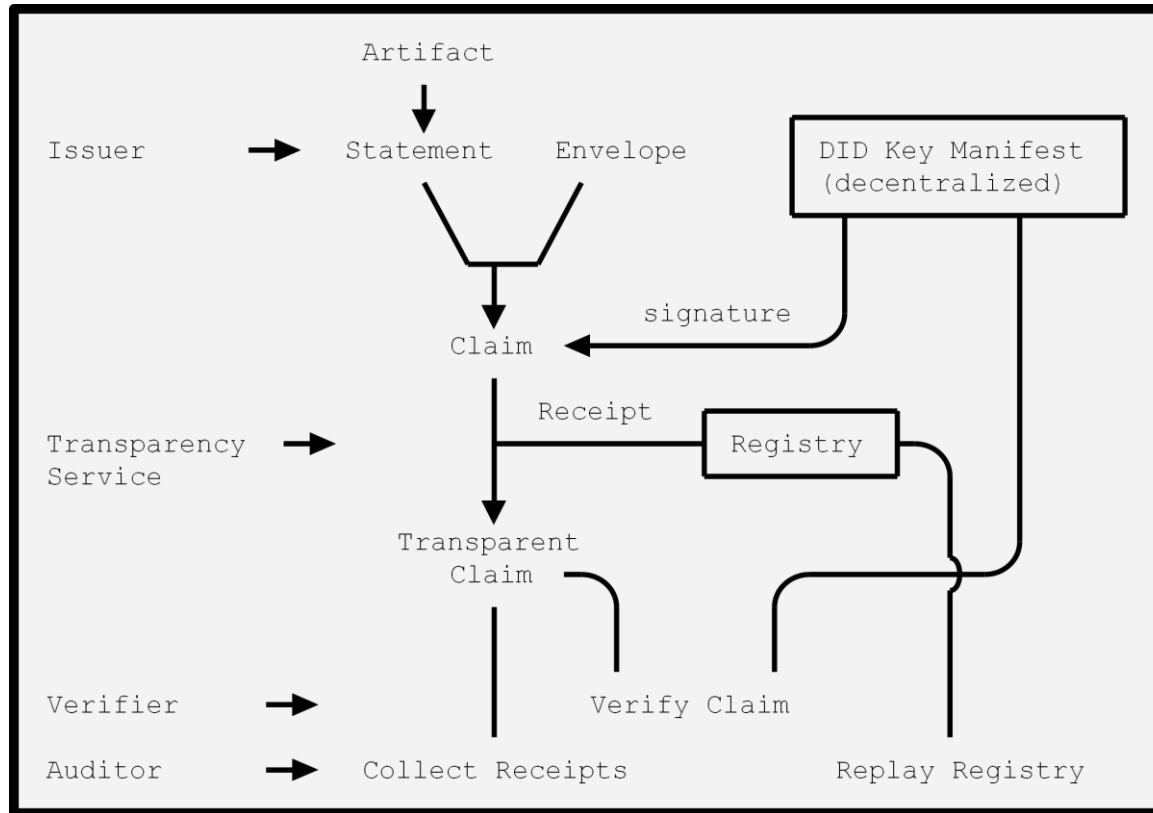 Artifact
Issuer
Statement
Envelope
DID Key Manifest
(decentralized)
signature
Claim
Receipt
Transparency
Service
Registry
Transparent
Claim
Verifier
Verify Claim
Auditor
Collect Receipts
Replay Registry